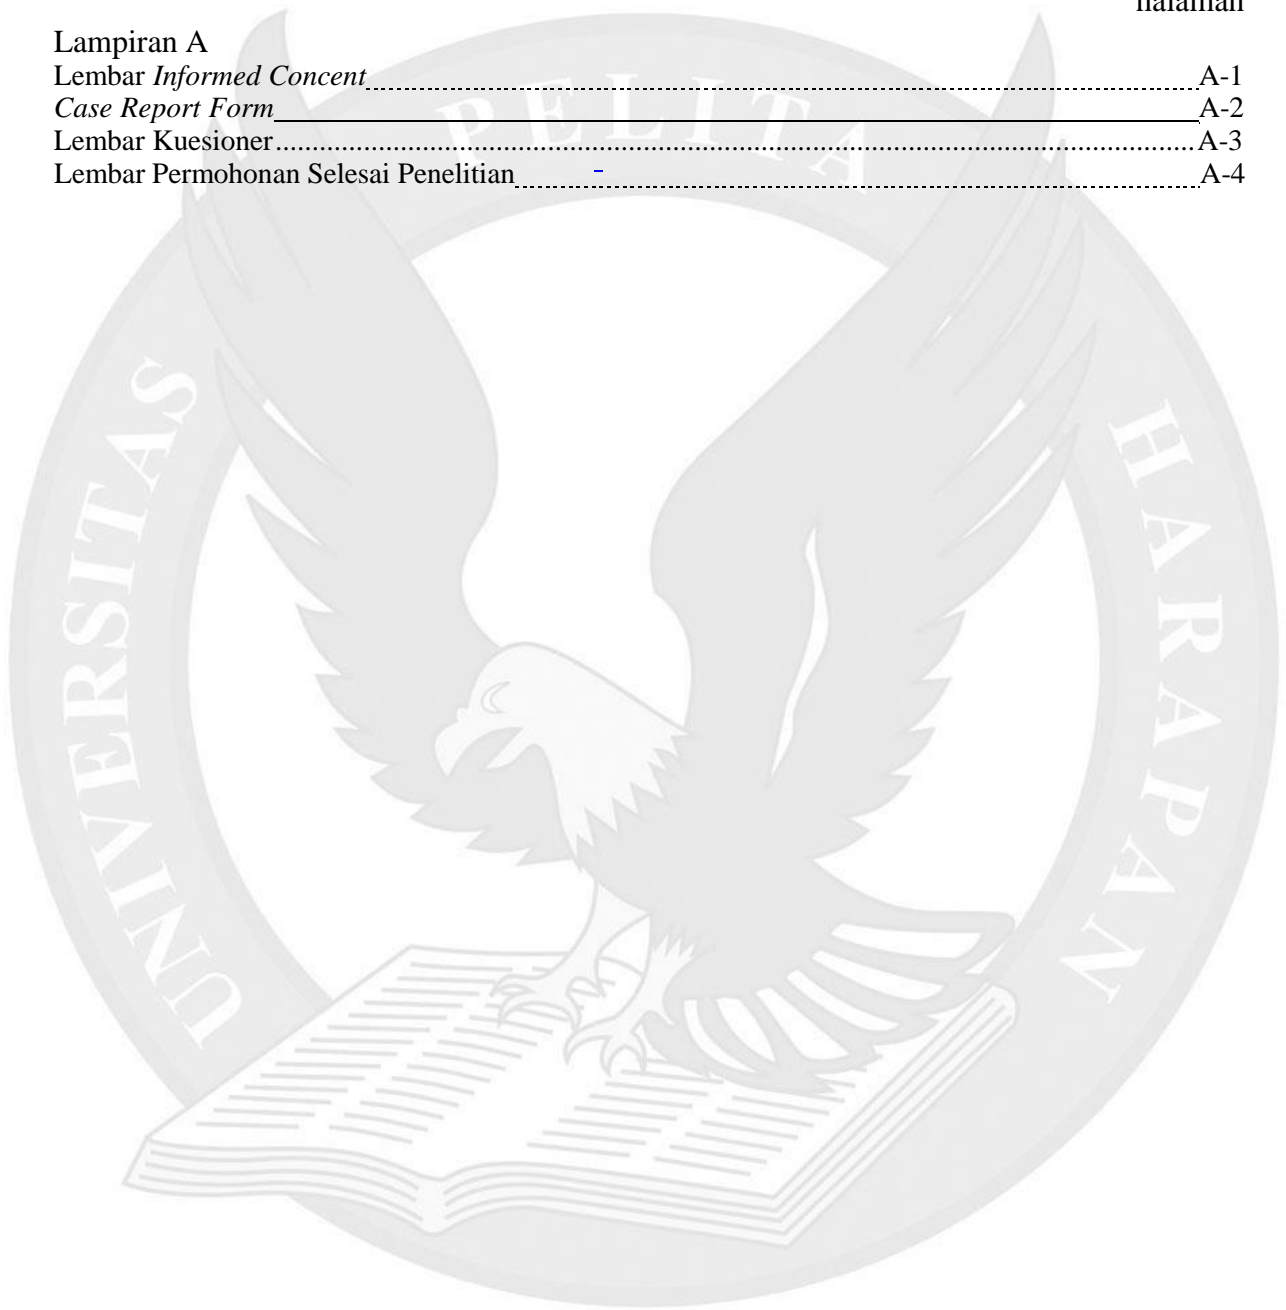 halaman
Lampiran A
Lembar Informed Concent A-1
Case Report Form A-2
Lembar Kuesioner A-3
Lembar Permohonan Selesai Penelitian A-4
UNIVERSITAS PELITA HARAPAN